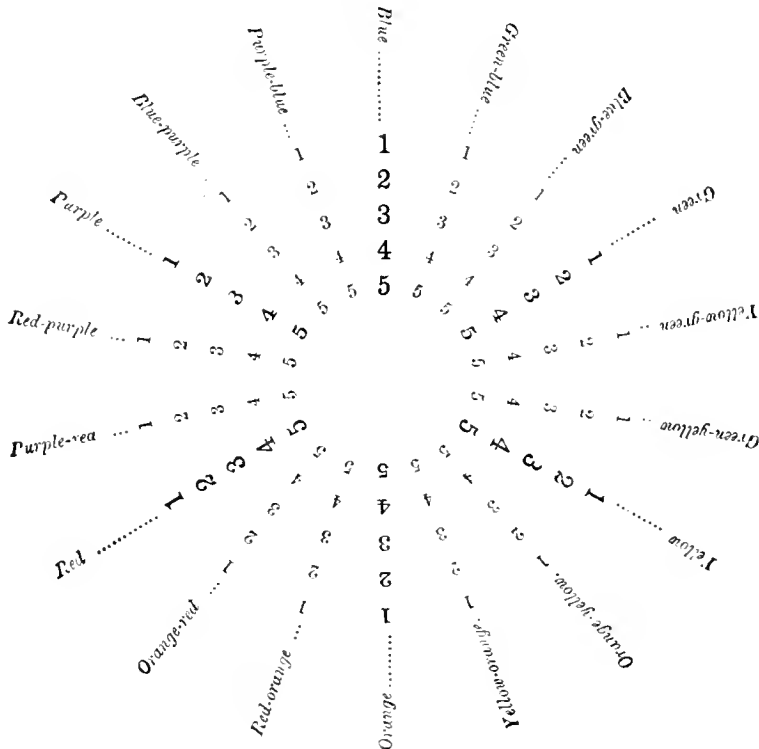 Blue .......... 1 2 3 4 5
Green-blue ..... 1 2 3 4 5
Blue-green ..... 1 2 3 4 5
Green ......... 1 2 3 4 5
Yellow-green .. 1 2 3 4 5
Green-yellow .. 1 2 3 4 5
Yellow ......... 1 2 3 4 5
Orange-yellow. 1 2 3 4 5
Yellow-orange. 1 2 3 4 5
Orange .......... 1 2 3 4 5
Red-orange ... 1 2 3 4 5
Orange-red ... 1 2 3 4 5
Red ............ 1 2 3 4 5
Purple-red ... 1 2 3 4 5
Red-purple ... 1 2 3 4 5
Purple ......... 1 2 3 4 5
Blue-purple .. 1 2 3 4 5
Purple-blue ... 1 2 3 4 5